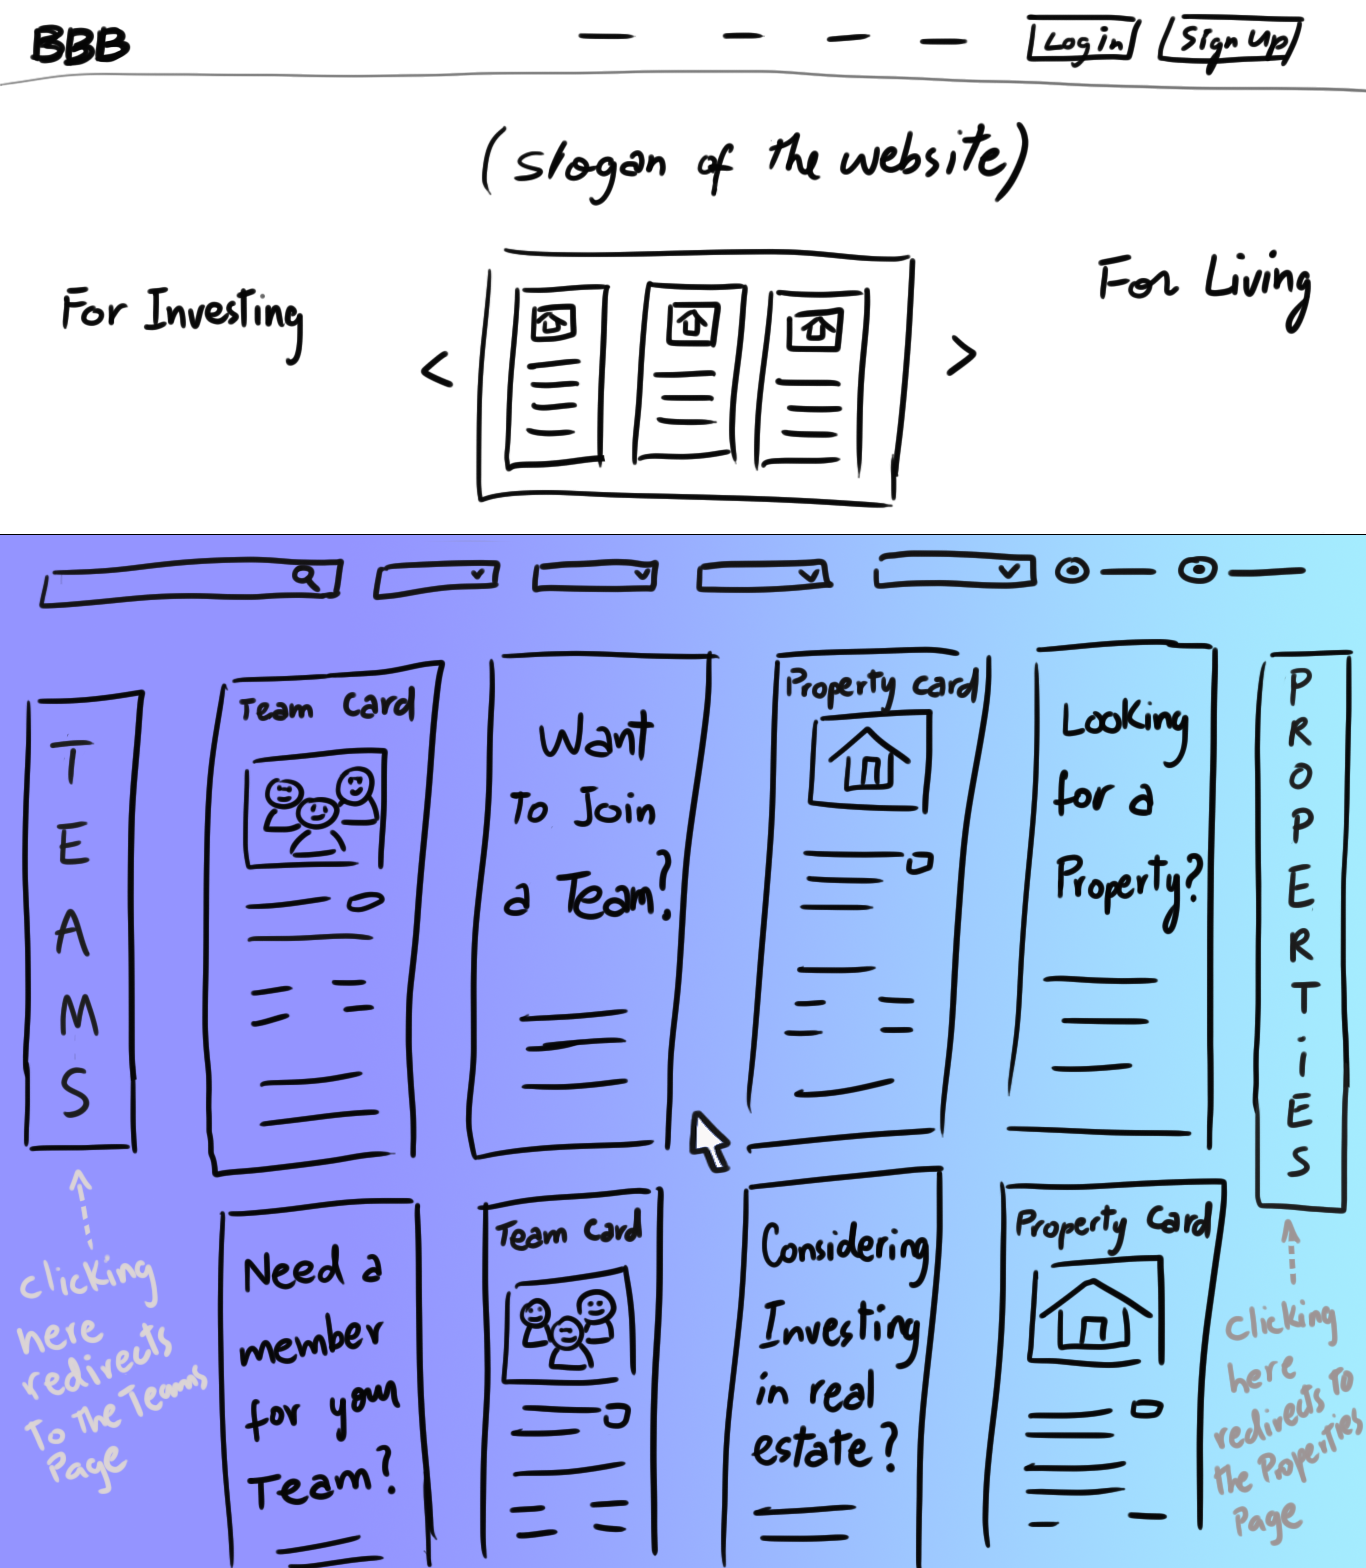 BBB
Login
Sign Up
(slogan of the website)
For Investing
For Living
<
>
TEAMS
Team Card
Want
To Join
a Team?
Property card
Looking
for a
Property?
PROPERTiES
clicking
here
redirects
To The Teams
Page
Need a
member
for your
Team?
Team Card
Considering
Investing
in real
estate?
Property Card
Clicking
here
redirects to
the Properties
Page